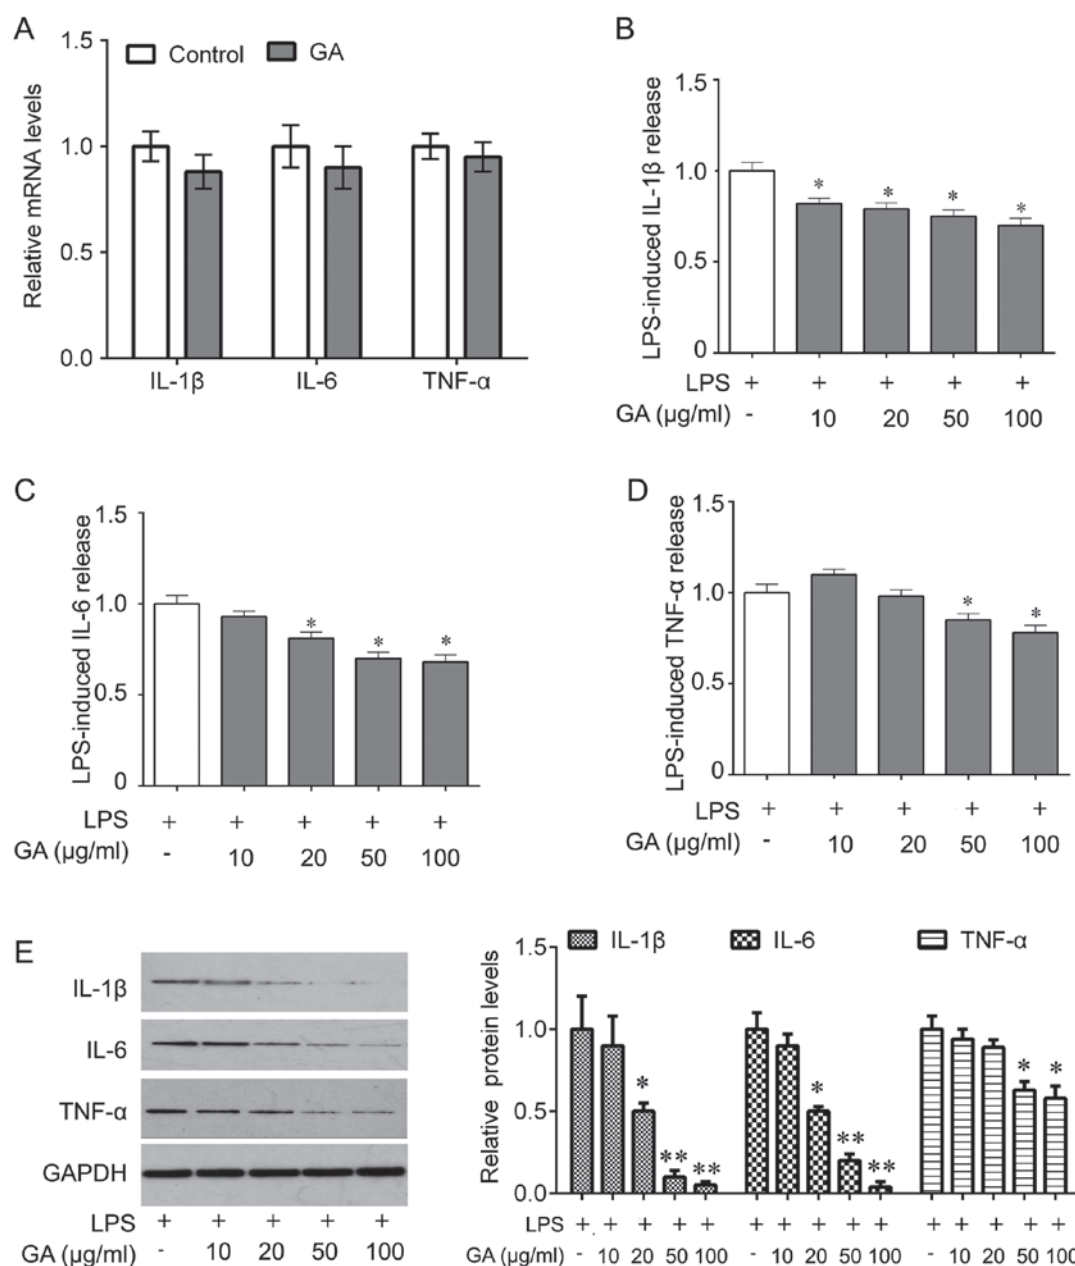 A
1.5
Control
GA
Relative mRNA levels
1.0
0.5
0.0
IL-1β
IL-6
TNF-α
B
1.5
LPS-induced IL-1β release
1.0
* * * *
0.5
0
LPS + + + + +
GA (μg/ml) - 10 20 50 100
C
1.5
LPS-induced IL-6 release
1.0
* * *
0.5
0
LPS + + + + +
GA (μg/ml) - 10 20 50 100
D
1.5
LPS-induced TNF-α release
1.0
* *
0.5
0
LPS + + + + +
GA (μg/ml) - 10 20 50 100
E
IL-1β
IL-6
TNF-α
GAPDH
LPS + + + + +
GA (μg/ml) - 10 20 50 100
IL-1β
IL-6
TNF-α
Relative protein levels
1.0
0.5
0.0
* ** ** * ** ** * *
LPS + + + + + + + + + + + + + + +
GA (μg/ml) - 10 20 50 100 - 10 20 50 100 - 10 20 50 100